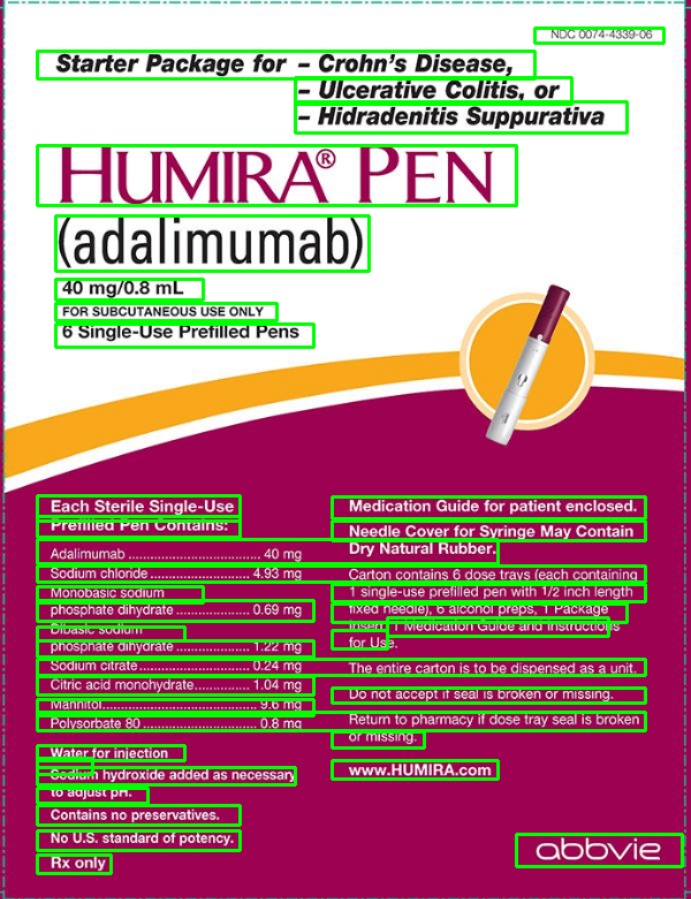 NDC 0074-4339-06
Starter Package for – Crohn's Disease,
– Ulcerative Colitis, or
– Hidradenitis Suppurativa
HUMIRA® PEN
(adalimumab)
40 mg/0.8 mL
FOR SUBCUTANEOUS USE ONLY
6 Single-Use Prefilled Pens
Each Sterile Single-Use
Prefilled Pen Contains:
Adalimumab .................................... 40 mg
Sodium chloride ........................... 4.93 mg
Monobasic sodium
phosphate dihydrate ..................... 0.69 mg
Dibasic sodium
phosphate dihydrate ..................... 1.22 mg
Sodium citrate .............................. 0.24 mg
Citric acid monohydrate ............... 1.04 mg
Mannitol .......................................... 9.6 mg
Polysorbate 80 ................................ 0.8 mg
Water for injection
Sodium hydroxide added as necessary
to adjust pH.
Contains no preservatives.
No U.S. standard of potency.
Rx only
Medication Guide for patient enclosed.
Needle Cover for Syringe May Contain
Dry Natural Rubber.
Carton contains 6 dose trays (each containing
1 single-use prefilled pen with 1/2 inch length
fixed needle), 6 alcohol preps, 1 Package
Insert, 1 Medication Guide and Instructions
for Use.
The entire carton is to be dispensed as a unit.
Do not accept if seal is broken or missing.
Return to pharmacy if dose tray seal is broken
or missing.
www.HUMIRA.com
abbvie